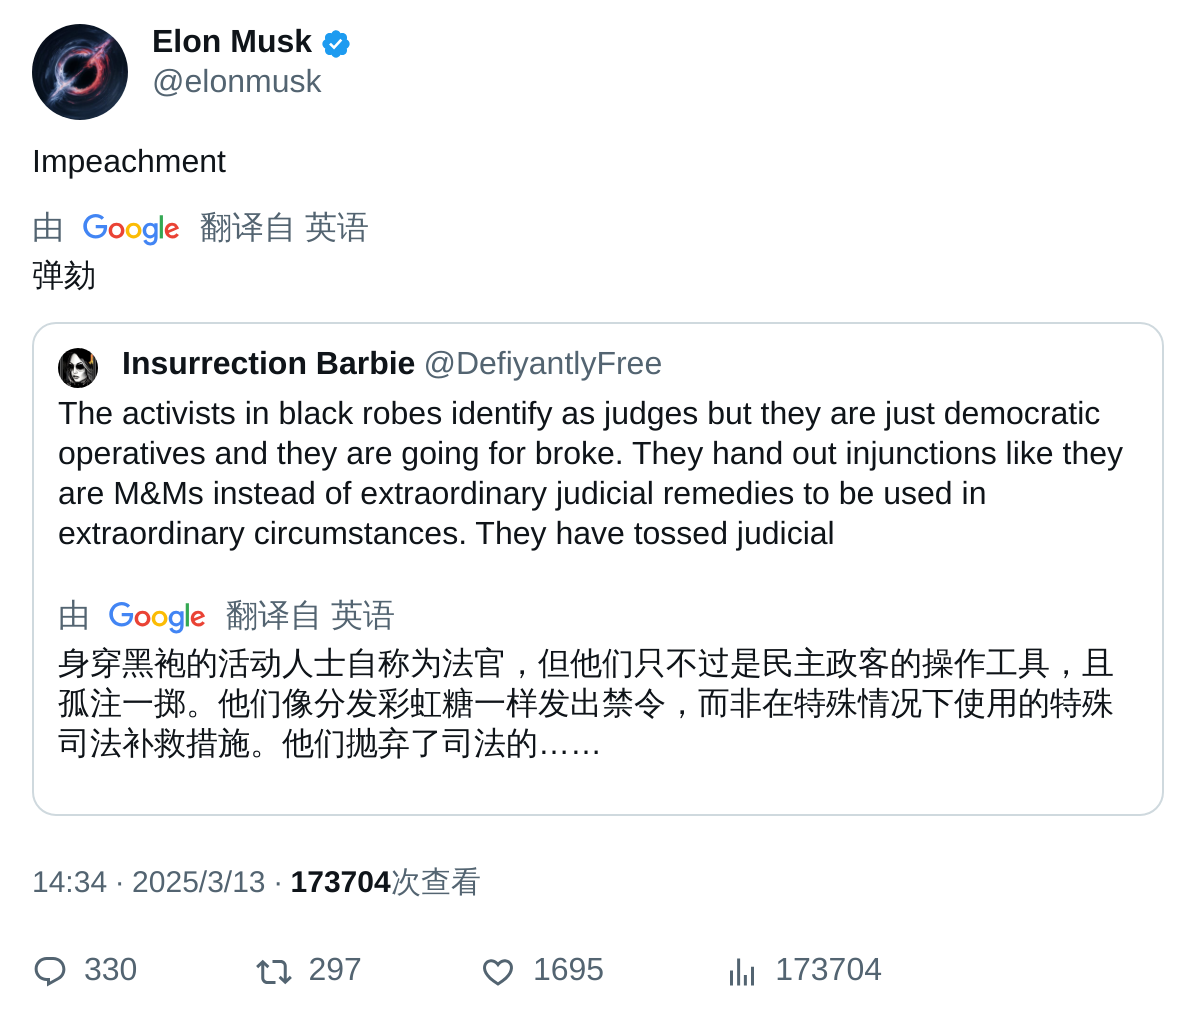 Elon Musk
@elonmusk
Impeachment
由 Google 翻译自 英语
弹劾
Insurrection Barbie @DefiyantlyFree
The activists in black robes identify as judges but they are just democratic
operatives and they are going for broke. They hand out injunctions like they
are M&Ms instead of extraordinary judicial remedies to be used in
extraordinary circumstances. They have tossed judicial
由 Google 翻译自 英语
身穿黑袍的活动人士自称为法官，但他们只不过是民主政客的操作工具，且
孤注一掷。他们像分发彩虹糖一样发出禁令，而非在特殊情况下使用的特殊
司法补救措施。他们抛弃了司法的……
14:34 · 2025/3/13 · 173704次查看
330 297 1695 173704